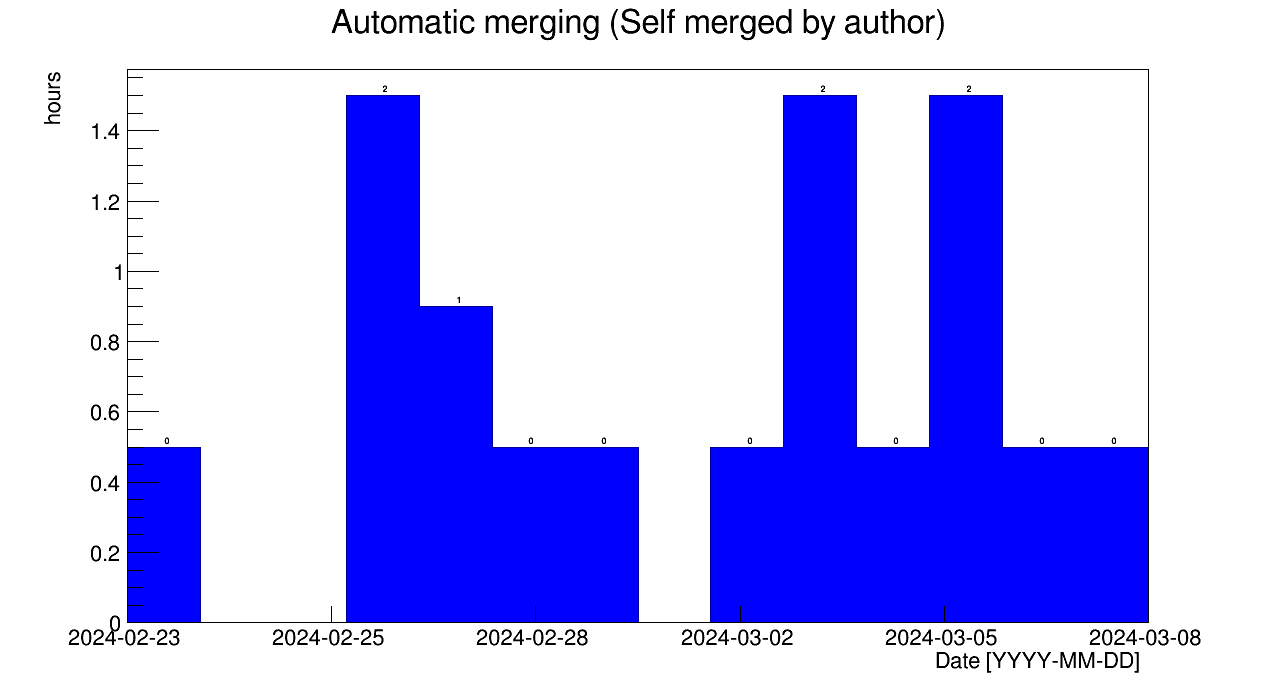 Automatic merging (Self merged by author)
hours
1.4
1.2
1
0.8
0.6
0.4
0.2
0
0 2 1 0 0 0 2 0 2 0 0
2024-02-23 2024-02-25 2024-02-28 2024-03-02 2024-03-05 2024-03-08
Date [YYYY-MM-DD]